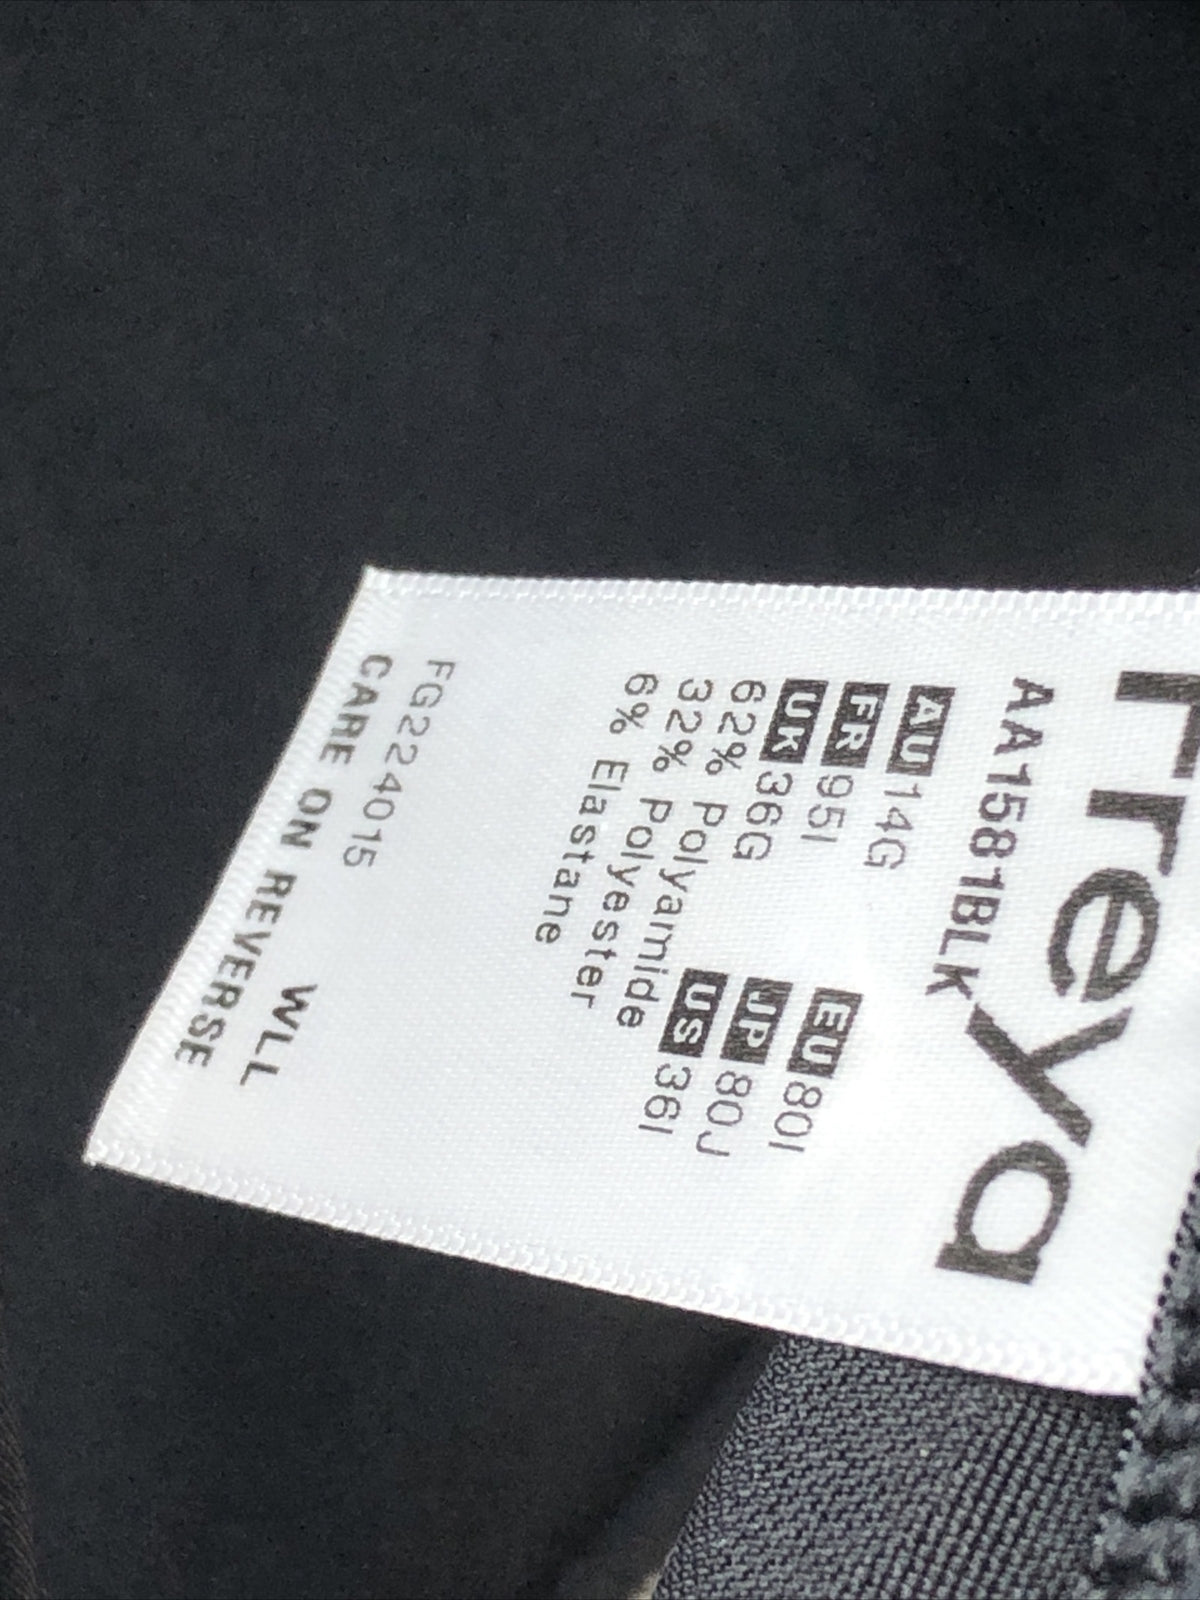 Freya
AA1581BLK
AU 14G EU 80I
FR 95I JP 80J
UK 36G US 36I
62% Polyamide
32% Polyester
6% Elastane
WLL
FG224015
CARE ON REVERSE